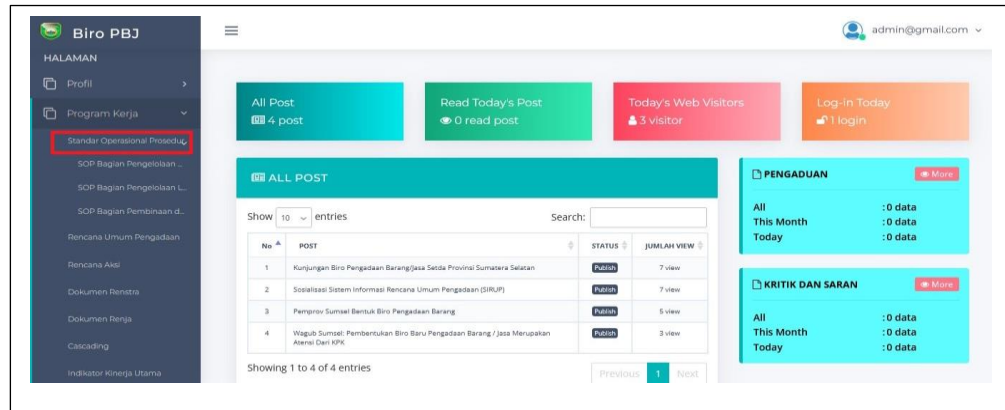 Biro PBJ
admin@gmail.com
HALAMAN
Profil
Program Kerja
Standar Operasional Prosedur
SOP Bagian Pengelolaan ...
SOP Bagian Pengelolaan L...
SOP Bagian Pembinaan d...
Rencana Umum Pengadaan
Rencana Aksi
Dokumen Renstra
Dokumen Renja
Cascading
Indikator Kinerja Utama
All Post
4 post
Read Today's Post
0 read post
Today's Web Visitors
3 visitor
Log-In Today
1 login
ALL POST
Show 10 entries
Search:
No POST STATUS JUMLAH VIEW
1 Kunjungan Biro Pengadaan Barang/Jasa Setda Provinsi Sumatera Selatan Publish 7 view
2 Sosialisasi Sistem Informasi Rencana Umum Pengadaan (SIRUP) Publish 7 view
3 Pemprov Sumsel Bentuk Biro Pengadaan Barang Publish 5 view
4 Wagub Sumsel: Pembentukan Biro Baru Pengadaan Barang / Jasa Merupakan Publish 3 view
Atensi Dari KPK
Showing 1 to 4 of 4 entries
Previous 1 Next
PENGADUAN More
All : 0 data
This Month : 0 data
Today : 0 data
KRITIK DAN SARAN More
All : 0 data
This Month : 0 data
Today : 0 data